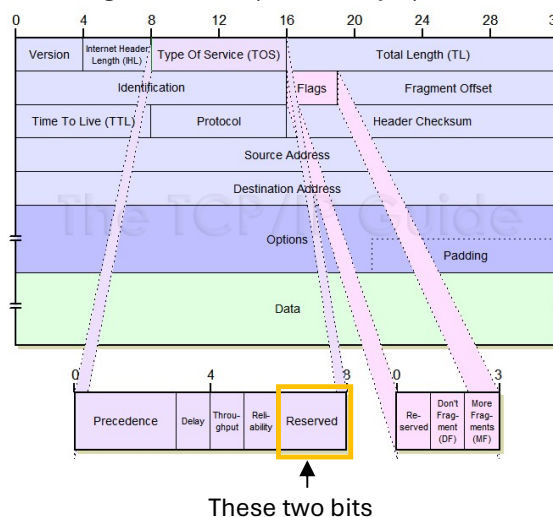 0 4 8 12 16 20 24 28 3
Version
Internet Header
Length (IHL)
Type Of Service (TOS)
Total Length (TL)
Identification
Flags
Fragment Offset
Time To Live (TTL)
Protocol
Header Checksum
Source Address
Destination Address
The TCP/IP Guide
Options
Padding
Data
0 4 8 0 3
Precedence
Delay
Throu-
ghput
Reli-
ability
Reserved
Re-
served
Don't
Frag-
ment
(DF)
More
Frag-
ments
(MF)
These two bits